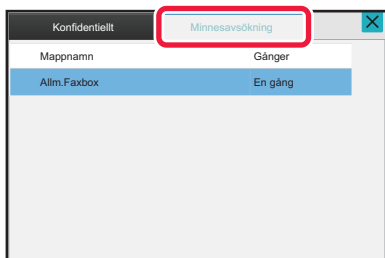 Konfidentiellt Minnesavsökning
Mappnamn Gånger
Allm.Faxbox En gång